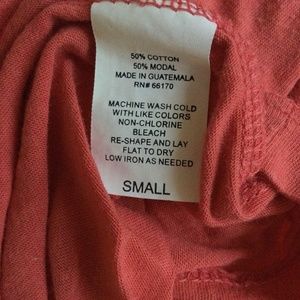 50% COTTON
50% MODAL
MADE IN GUATEMALA
RN# 66170
MACHINE WASH COLD
WITH LIKE COLORS
NON-CHLORINE
BLEACH
RE-SHAPE AND LAY
FLAT TO DRY
LOW IRON AS NEEDED
SMALL